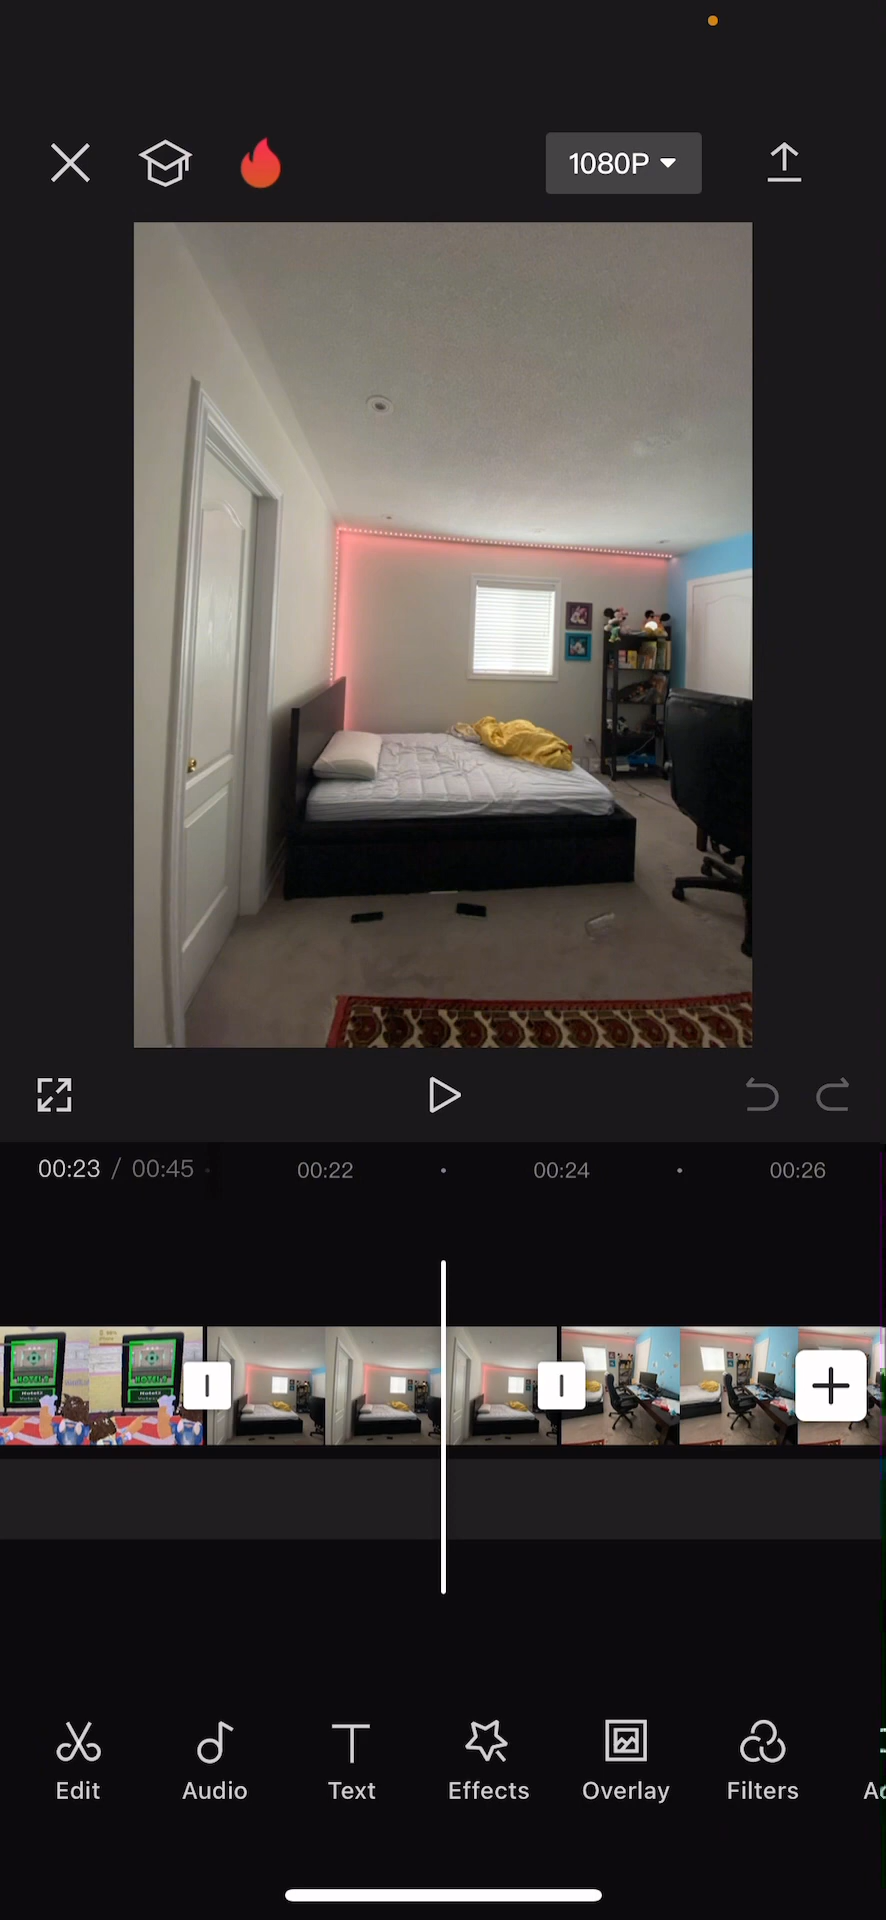 1080P
00:23 / 00:45
00:22
00:24
00:26
Edit
Audio
Text
Effects
Overlay
Filters